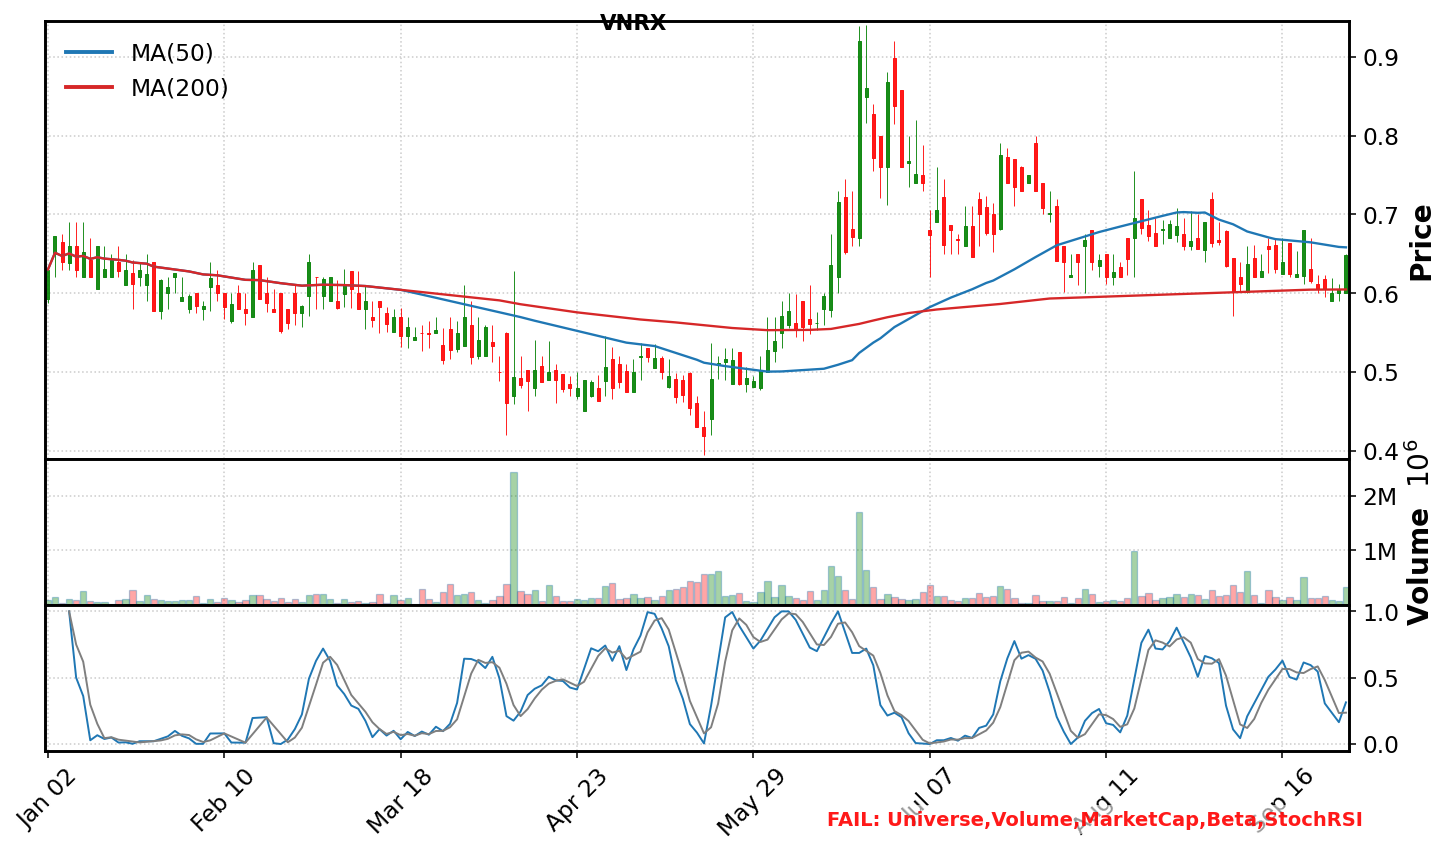 VNRX
MA(50)
MA(200)
0.9
0.8
0.7
0.6
0.5
0.4
Price
10^6
2M
1M
Volume
1.0
0.5
0.0
Jan 02
Feb 10
Mar 18
Apr 23
May 29
Jul 07
Aug 11
Sep 16
FAIL: Universe,Volume,MarketCap,Beta,StochRSI